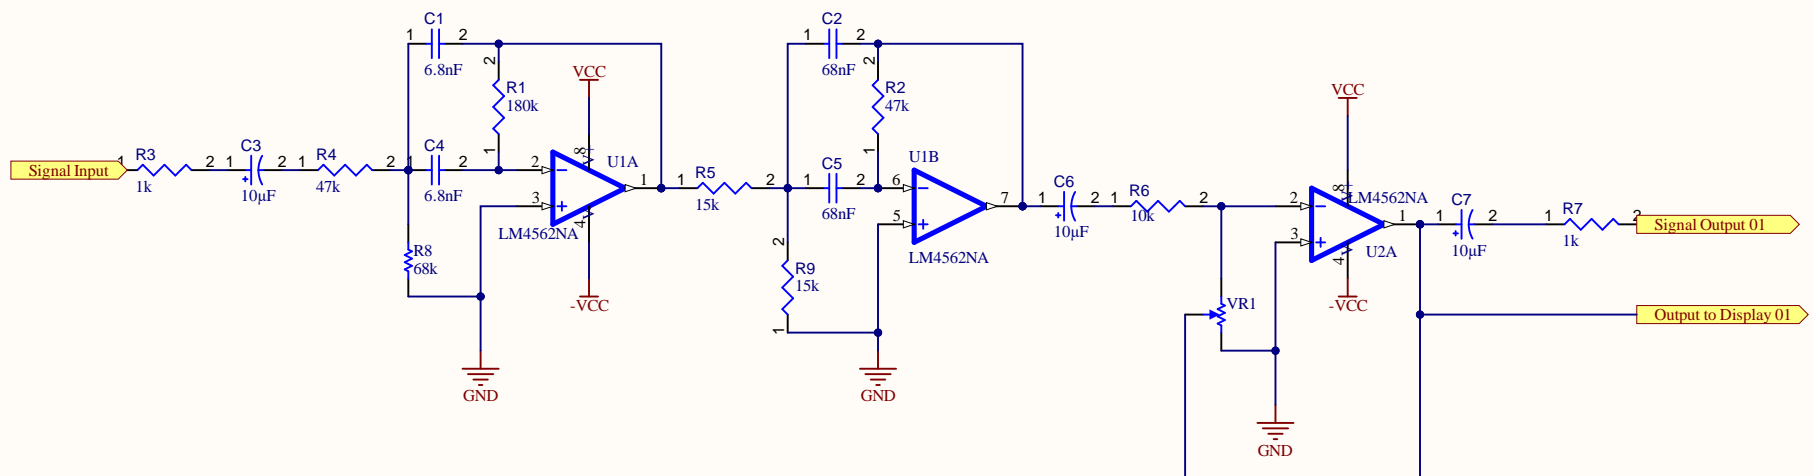 C1
1 2
6.8nF
2
R1
180k
1
VCC
8
V+
Signal Input
1
R3
2
1k
1
C3
2
+
10µF
1
R4
2
47k
1
C4
2
6.8nF
2
3
U1A
1
4
LM4562NA
-VCC
R8
68k
GND
1
R5
2
15k
C2
1 2
68nF
2
R2
47k
1
1
C5
2
68nF
U1B
6
5
7
LM4562NA
2
R9
15k
1
GND
C6
1 2
+
10µF
1
R6
2
10k
VCC
8
V+
LM4562NA
2
3
1
4
U2A
-VCC
VR1
GND
C7
1 2
+
10µF
1
R7
2
1k
Signal Output 01
Output to Display 01